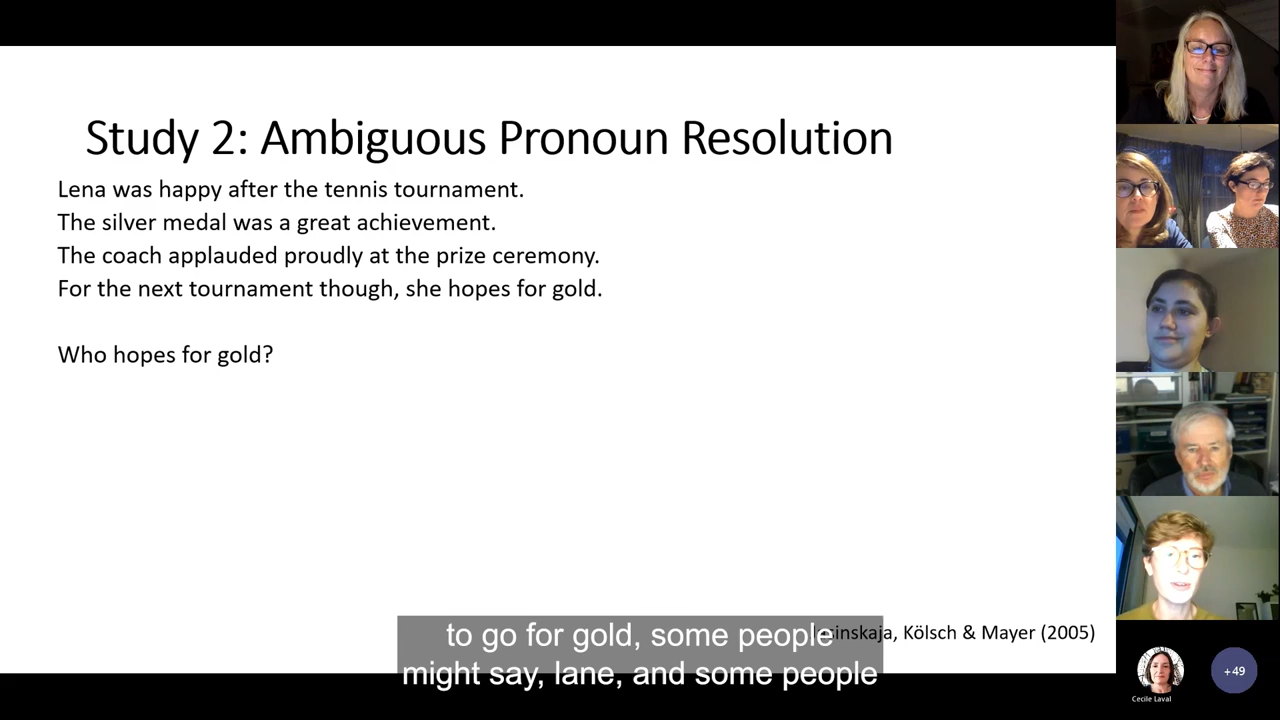 Study 2: Ambiguous Pronoun Resolution
Lena was happy after the tennis tournament.
The silver medal was a great achievement.
The coach applauded proudly at the prize ceremony.
For the next tournament though, she hopes for gold.
Who hopes for gold?
Kölsch & Mayer (2005)
to go for gold, some people
might say, lane, and some people
Cecile Laval
+49